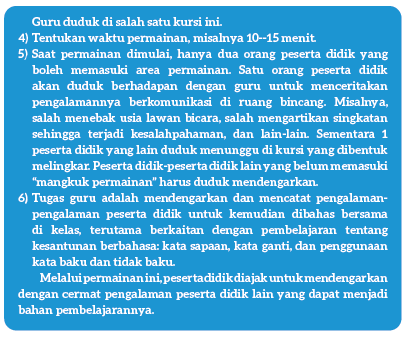 Guru duduk di salah satu kursi ini.
4) Tentukan waktu permainan, misalnya 10--15 menit.
5) Saat permainan dimulai, hanya dua orang peserta didik yang
boleh memasuki area permainan. Satu orang peserta didik
akan duduk berhadapan dengan guru untuk menceritakan
pengalamannya berkomunikasi di ruang bincang. Misalnya,
salah menebak usia lawan bicara, salah mengartikan singkatan
sehingga terjadi kesalahpahaman, dan lain-lain. Sementara 1
peserta didik yang lain duduk menunggu di kursi yang dibentuk
melingkar. Peserta didik-peserta didik lain yang belum memasuki
“mangkuk permainan” harus duduk mendengarkan.
6) Tugas guru adalah mendengarkan dan mencatat pengalaman-
pengalaman peserta didik untuk kemudian dibahas bersama
di kelas, terutama berkaitan dengan pembelajaran tentang
kesantunan berbahasa: kata sapaan, kata ganti, dan penggunaan
kata baku dan tidak baku.
Melalui permainan ini, peserta didik diajak untuk mendengarkan
dengan cermat pengalaman peserta didik lain yang dapat menjadi
bahan pembelajarannya.